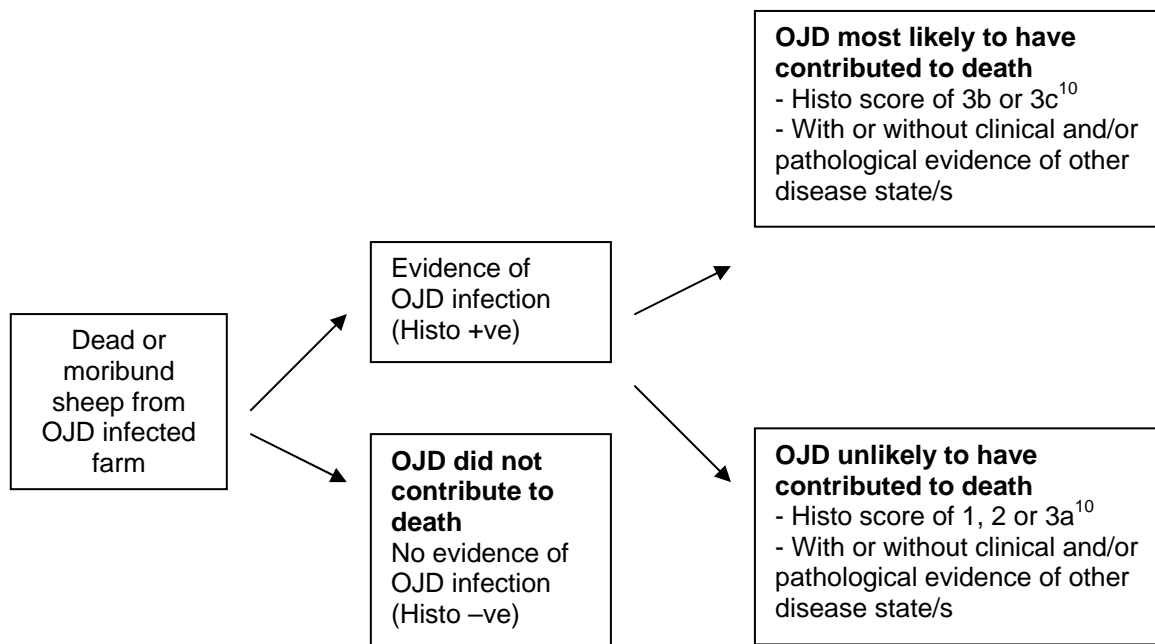 Dead or
moribund
sheep from
OJD infected
farm
Evidence of
OJD infection
(Histo +ve)
OJD did not
contribute to
death
No evidence of
OJD infection
(Histo –ve)
OJD most likely to have
contributed to death
- Histo score of 3b or 3c¹⁰
- With or without clinical and/or
pathological evidence of other
disease state/s
OJD unlikely to have
contributed to death
- Histo score of 1, 2 or 3a¹⁰
- With or without clinical and/or
pathological evidence of other
disease state/s